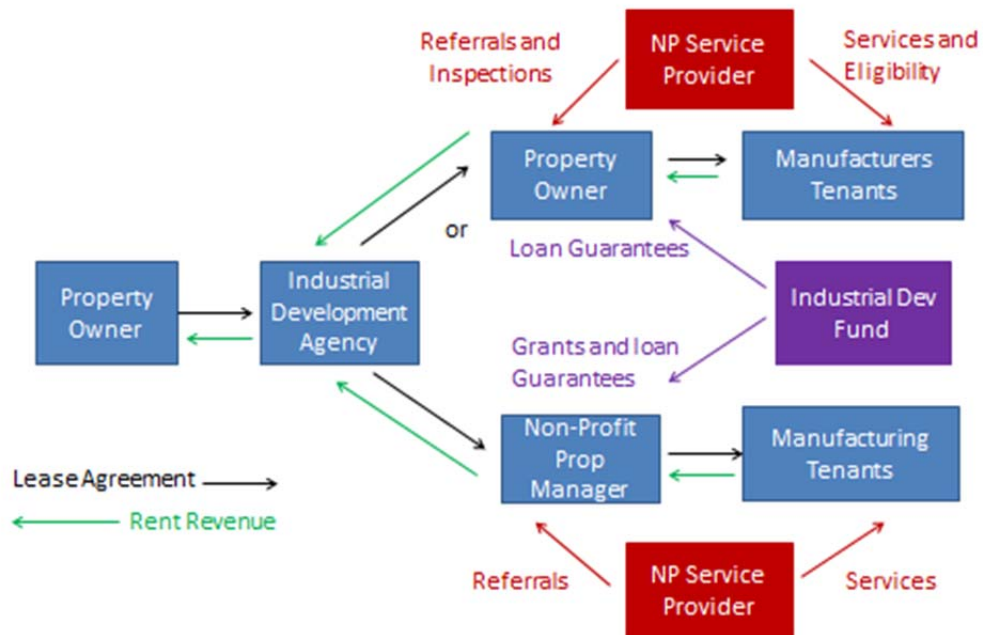 Referrals and
Inspections
NP Service
Provider
Services and
Eligibility
Property
Owner
Manufacturers
Tenants
or
Loan Guarantees
Property
Owner
Industrial
Development
Agency
Industrial Dev
Fund
Grants and loan
Guarantees
Non-Profit
Prop
Manager
Manufacturing
Tenants
Lease Agreement
Rent Revenue
Referrals
NP Service
Provider
Services